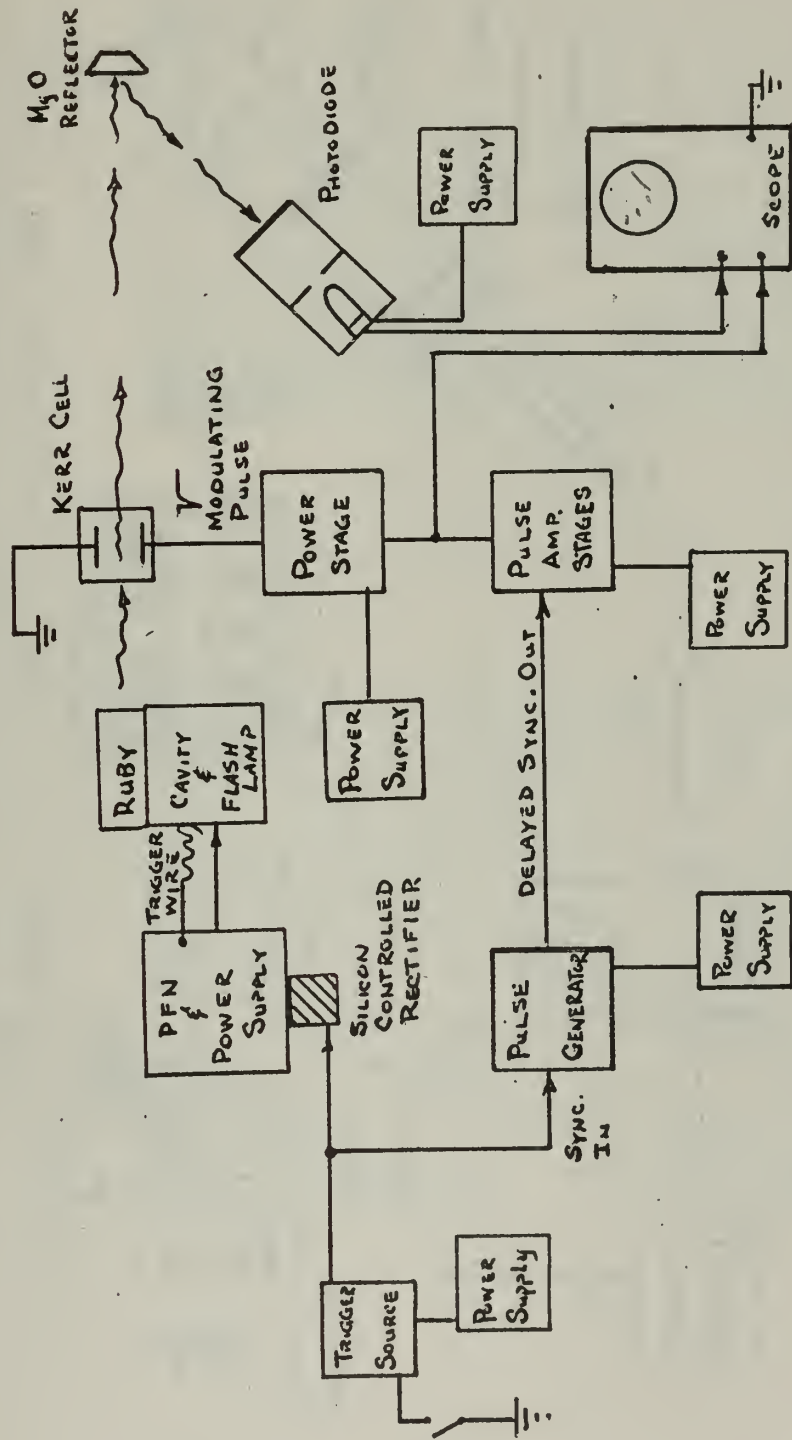 MgO
REFLECTOR
KERR CELL
PHOTODIODE
RUBY
CAVITY
&
FLASH
LAMP
MODULATING
PULSE
POWER
SUPPLY
TRIGGER
WIRE
PFN
&
POWER
SUPPLY
POWER
STAGE
POWER
SUPPLY
SILICON
CONTROLLED
RECTIFIER
SCOPE
TRIGGER
SOURCE
POWER
SUPPLY
SYNC.
IN
PULSE
GENERATOR
DELAYED SYNC. OUT
PULSE
AMP.
STAGES
POWER
SUPPLY
POWER
SUPPLY